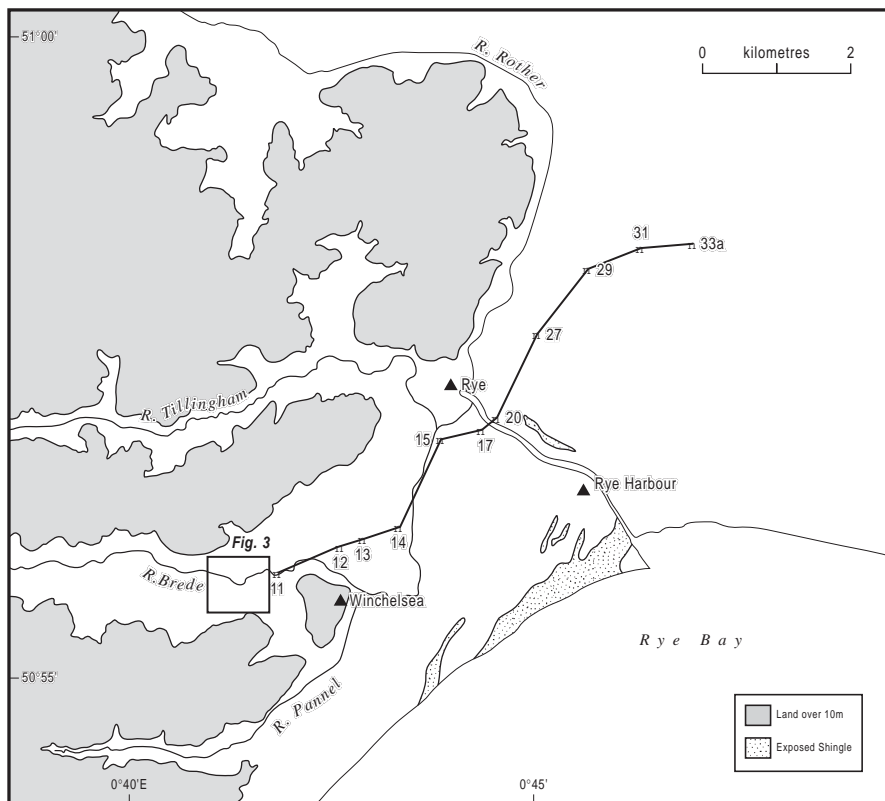 51°00'
R. Rother
0 kilometres 2
31
33a
29
27
Rye
R. Tillingham
20
15
17
Rye Harbour
Fig. 3
14
13
12
R.Brede
11
Winchelsea
Rye Bay
50°55'
R. Pannel
Land over 10m
Exposed Shingle
0°40'E
0°45'